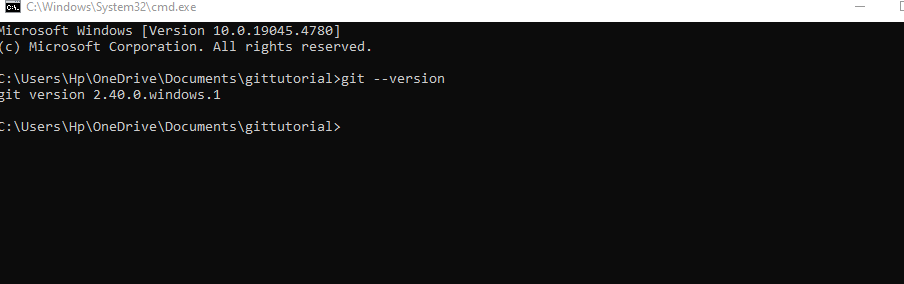 C:\Windows\System32\cmd.exe
Microsoft Windows [Version 10.0.19045.4780]
(c) Microsoft Corporation. All rights reserved.
C:\Users\Hp\OneDrive\Documents\gittutorial>git --version
git version 2.40.0.windows.1
C:\Users\Hp\OneDrive\Documents\gittutorial>